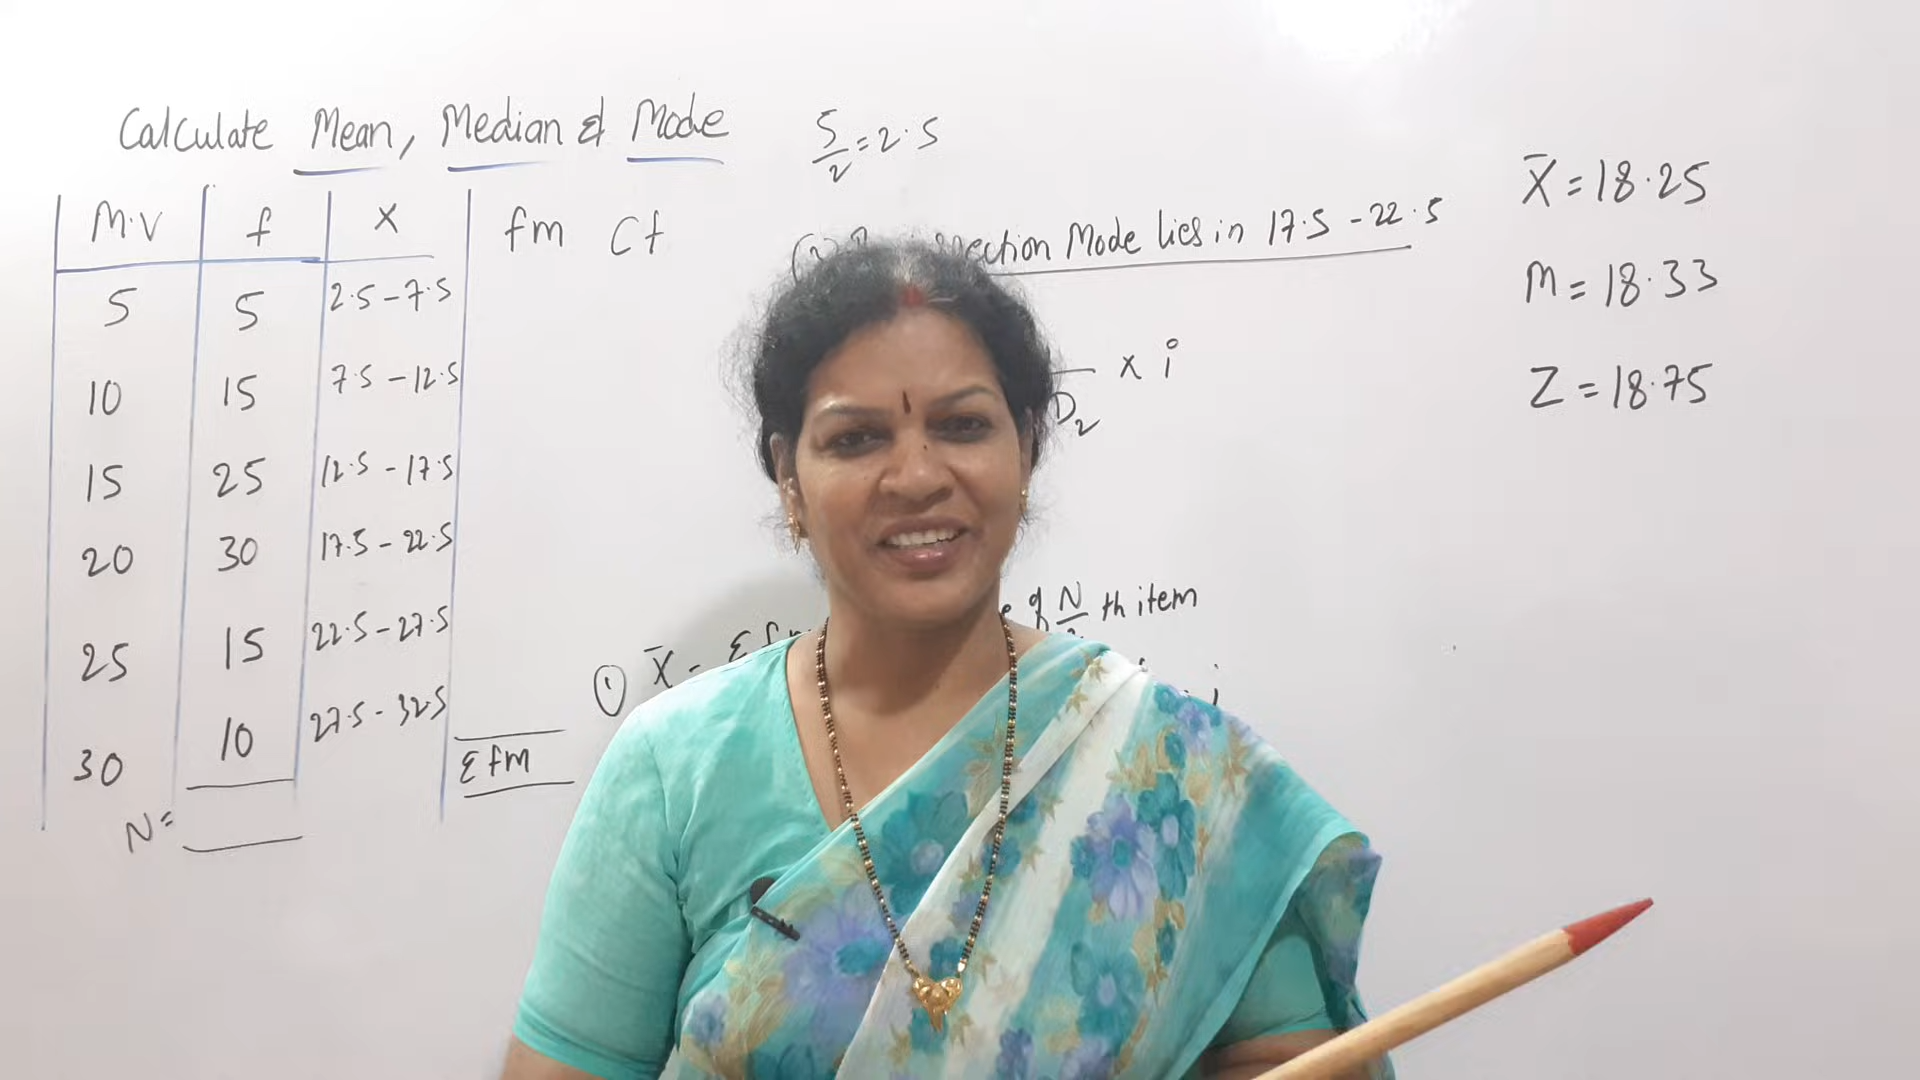 Calculate Mean, Median & Mode
5/2 = 2.5
M.V f X fm Cf
5 5 2.5 - 7.5
10 15 7.5 - 12.5
15 25 12.5 - 17.5
20 30 17.5 - 22.5
25 15 22.5 - 27.5
30 10 27.5 - 32.5
N =
Σfm
Mode lies in 17.5 - 22.5
D2 × i
① X̄ =
N/2 th item
X̄ = 18.25
M = 18.33
Z = 18.75